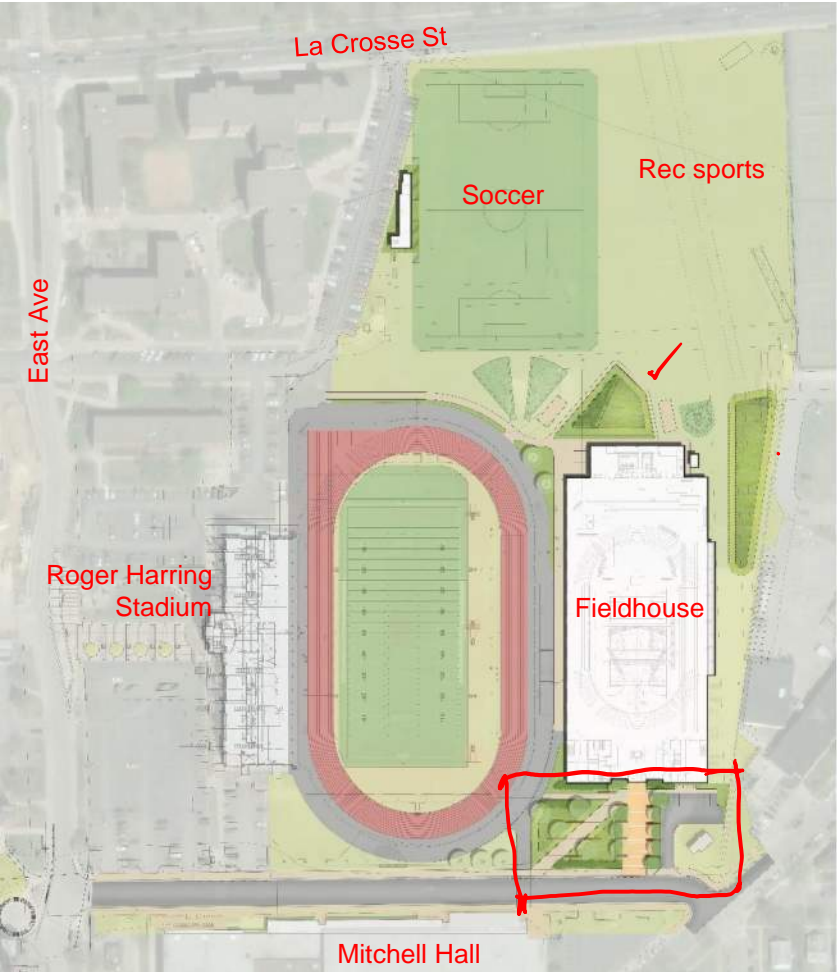 La Crosse St
Rec sports
Soccer
East Ave
Roger Harring
Stadium
Fieldhouse
Mitchell Hall